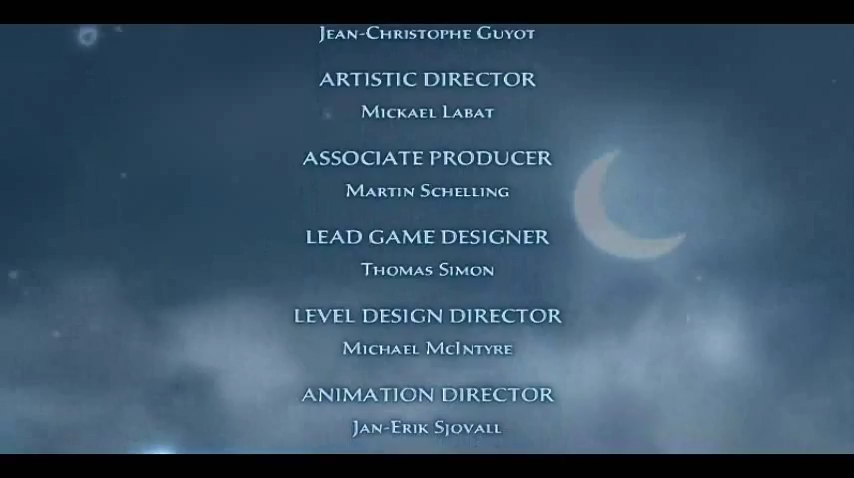 Jean-Christophe Guyot
ARTISTIC DIRECTOR
Mickael Labat
ASSOCIATE PRODUCER
Martin Schelling
LEAD GAME DESIGNER
Thomas Simon
LEVEL DESIGN DIRECTOR
Michael McIntyre
ANIMATION DIRECTOR
Jan-Erik Sjovall